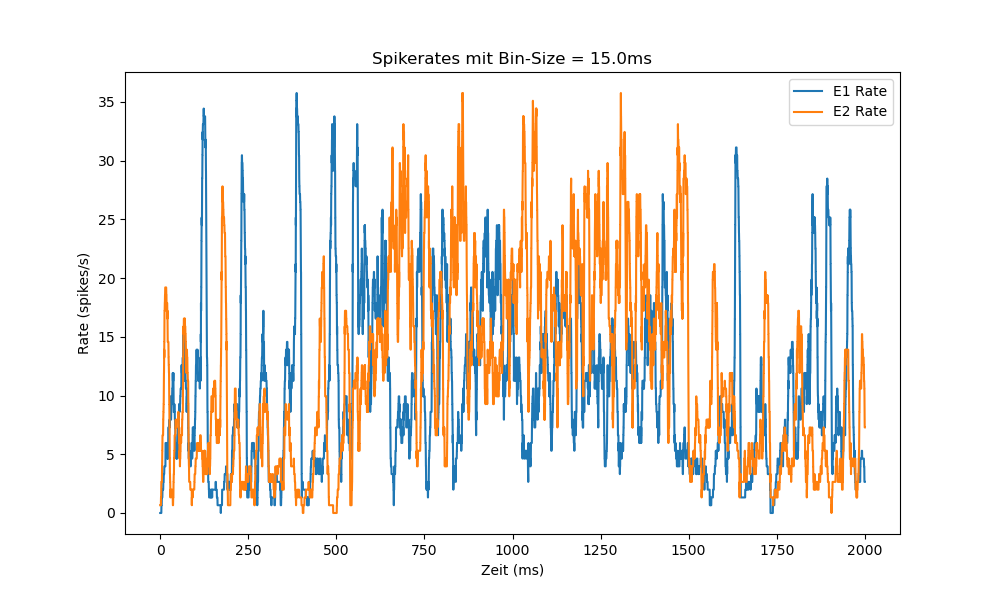 Spikerates mit Bin-Size = 15.0ms
E1 Rate
E2 Rate
35
30
25
20
15
10
5
0
Rate (spikes/s)
0 250 500 750 1000 1250 1500 1750 2000
Zeit (ms)